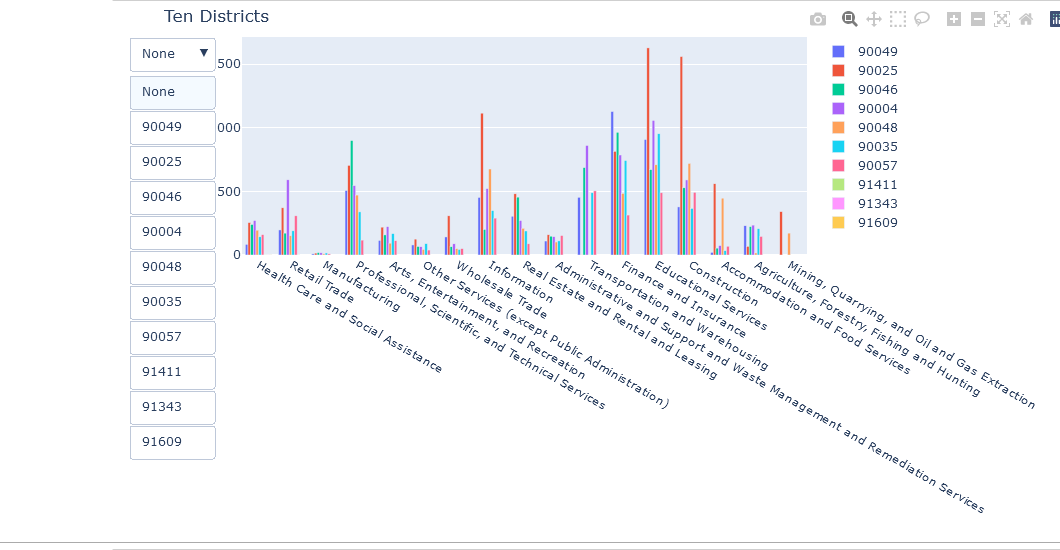 Ten Districts
None ▼
None
90049
90025
90046
90004
90048
90035
90057
91411
91343
91609
500
000
500
0
Health Care and Social Assistance
Retail Trade
Manufacturing
Professional, Scientific, and Technical Services
Arts, Entertainment, and Recreation
Other Services (except Public Administration)
Wholesale Trade
Information
Real Estate and Rental and Leasing
Administrative and Support and Waste Management and Remediation Services
Transportation and Warehousing
Finance and Insurance
Educational Services
Construction
Accommodation and Food Services
Agriculture, Forestry, Fishing and Hunting
Mining, Quarrying, and Oil and Gas Extraction
90049
90025
90046
90004
90048
90035
90057
91411
91343
91609